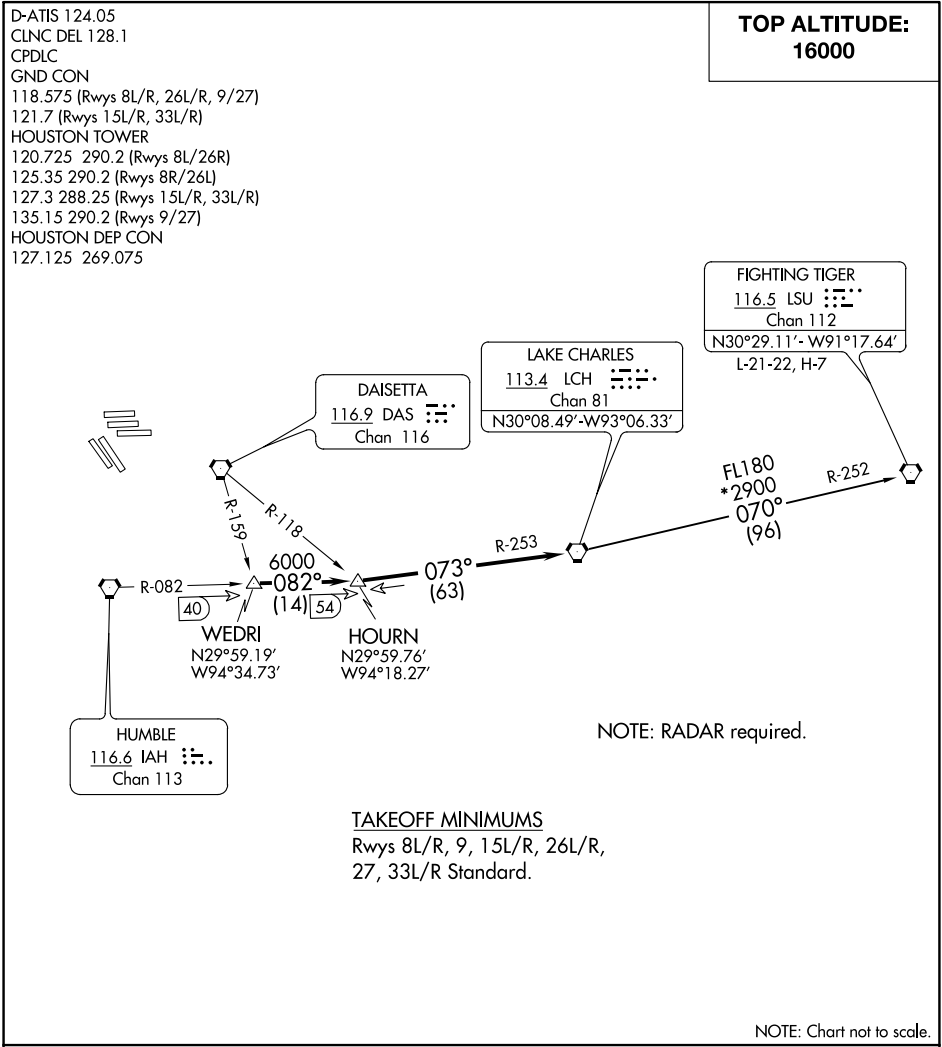 D-ATIS 124.05
CLNC DEL 128.1
CPDLC
GND CON
118.575 (Rwys 8L/R, 26L/R, 9/27)
121.7 (Rwys 15L/R, 33L/R)
HOUSTON TOWER
120.725 290.2 (Rwys 8L/26R)
125.35 290.2 (Rwys 8R/26L)
127.3 288.25 (Rwys 15L/R, 33L/R)
135.15 290.2 (Rwys 9/27)
HOUSTON DEP CON
127.125 269.075
TOP ALTITUDE:
16000
FIGHTING TIGER
116.5 LSU
Chan 112
N30°29.11′- W91°17.64′
L-21-22, H-7
LAKE CHARLES
113.4 LCH
Chan 81
N30°08.49′-W93°06.33′
DAISETTA
116.9 DAS
Chan 116
R-159
R-118
FL180
*2900
070°
(96)
R-252
R-253
073°
(63)
6000
082°
(14)
R-082
40
54
WEDRI
N29°59.19′
W94°34.73′
HOURN
N29°59.76′
W94°18.27′
HUMBLE
116.6 IAH
Chan 113
NOTE: RADAR required.
TAKEOFF MINIMUMS
Rwys 8L/R, 9, 15L/R, 26L/R,
27, 33L/R Standard.
NOTE: Chart not to scale.